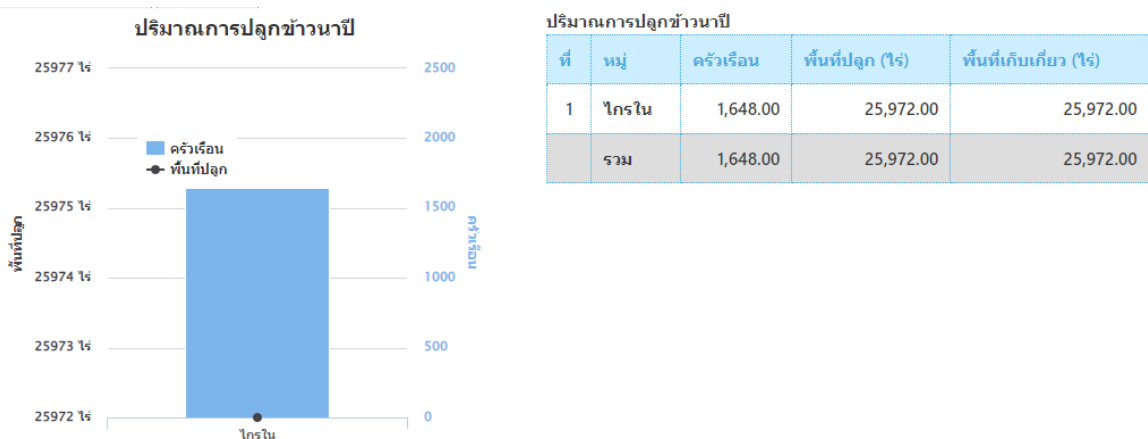 ปริมาณการปลูกข้าวนาปี
25977 ไร่ 2500
25976 ไร่ 2000
ครัวเรือน
พื้นที่ปลูก
25975 ไร่ 1500
พื้นที่ปลูก
ครัวเรือน
25974 ไร่ 1000
25973 ไร่ 500
25972 ไร่ 0
ไกรใน
ปริมาณการปลูกข้าวนาปี
ที่ หมู่ ครัวเรือน พื้นที่ปลูก (ไร่) พื้นที่เก็บเกี่ยว (ไร่)
1 ไกรใน 1,648.00 25,972.00 25,972.00
รวม 1,648.00 25,972.00 25,972.00